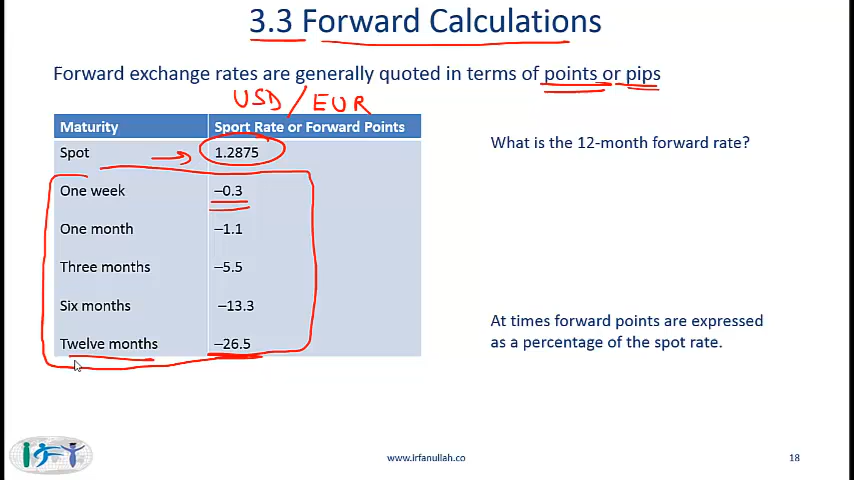 3.3 Forward Calculations
Forward exchange rates are generally quoted in terms of points or pips
USD / EUR
Maturity Sport Rate or Forward Points
Spot 1.2875
One week –0.3
One month –1.1
Three months –5.5
Six months –13.3
Twelve months –26.5
What is the 12-month forward rate?
At times forward points are expressed
as a percentage of the spot rate.
www.irfanullah.co
18